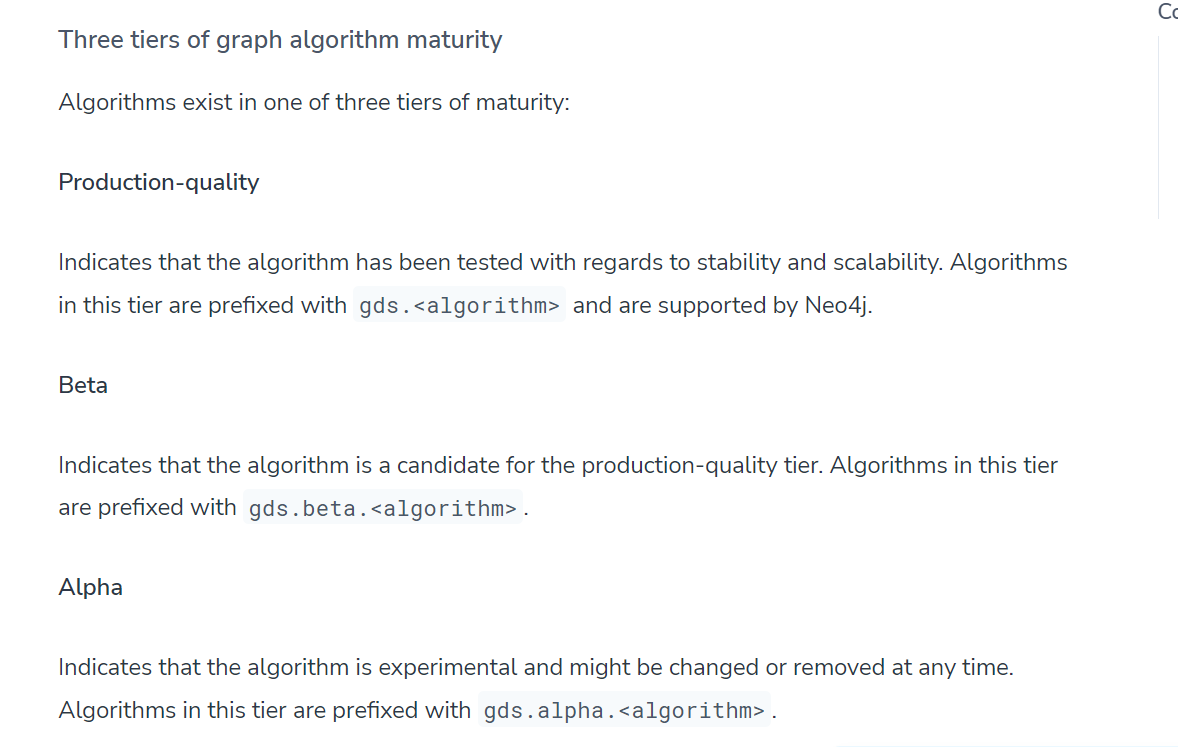 Co
Three tiers of graph algorithm maturity
Algorithms exist in one of three tiers of maturity:
Production-quality
Indicates that the algorithm has been tested with regards to stability and scalability. Algorithms
in this tier are prefixed with gds.<algorithm> and are supported by Neo4j.
Beta
Indicates that the algorithm is a candidate for the production-quality tier. Algorithms in this tier
are prefixed with gds.beta.<algorithm>.
Alpha
Indicates that the algorithm is experimental and might be changed or removed at any time.
Algorithms in this tier are prefixed with gds.alpha.<algorithm>.